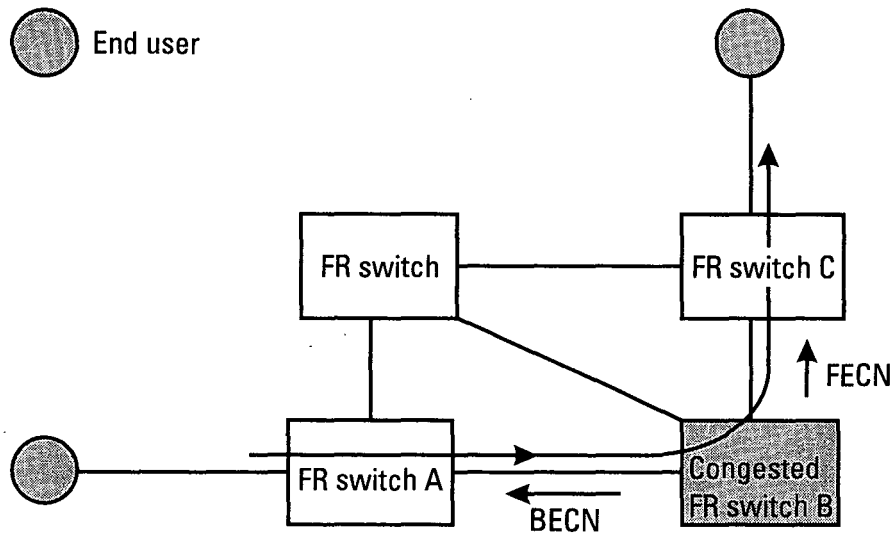 End user
FR switch
FR switch C
FECN
FR switch A
Congested
FR switch B
BECN